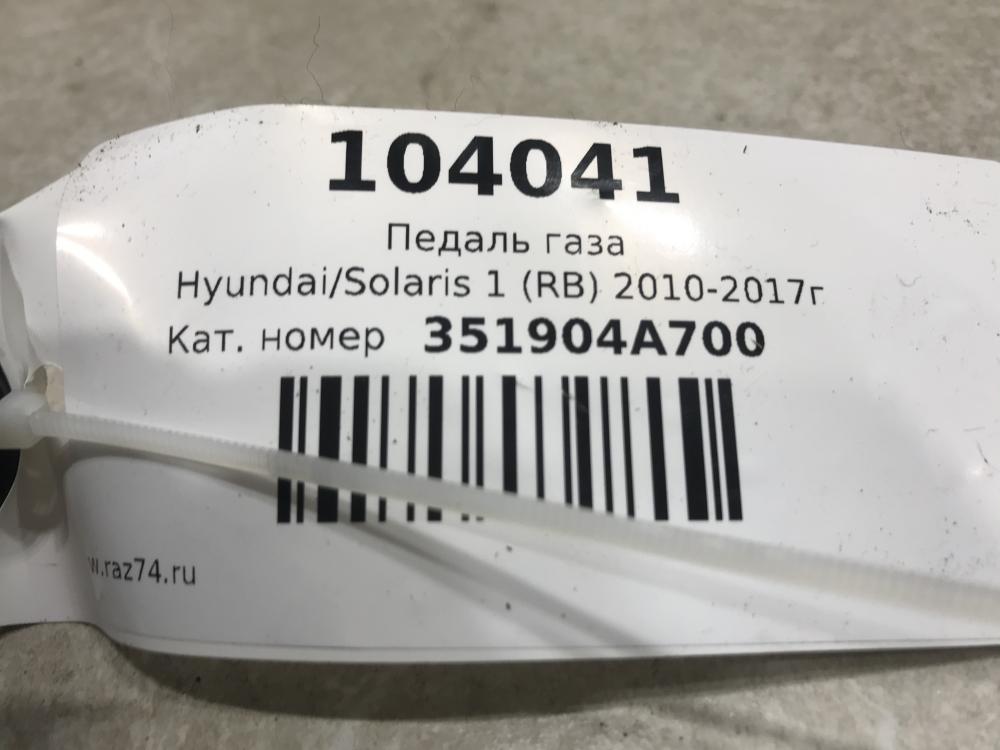 104041
Педаль газа
Hyundai/Solaris 1 (RB) 2010-2017г
Кат. номер 351904A700
w.raz74.ru